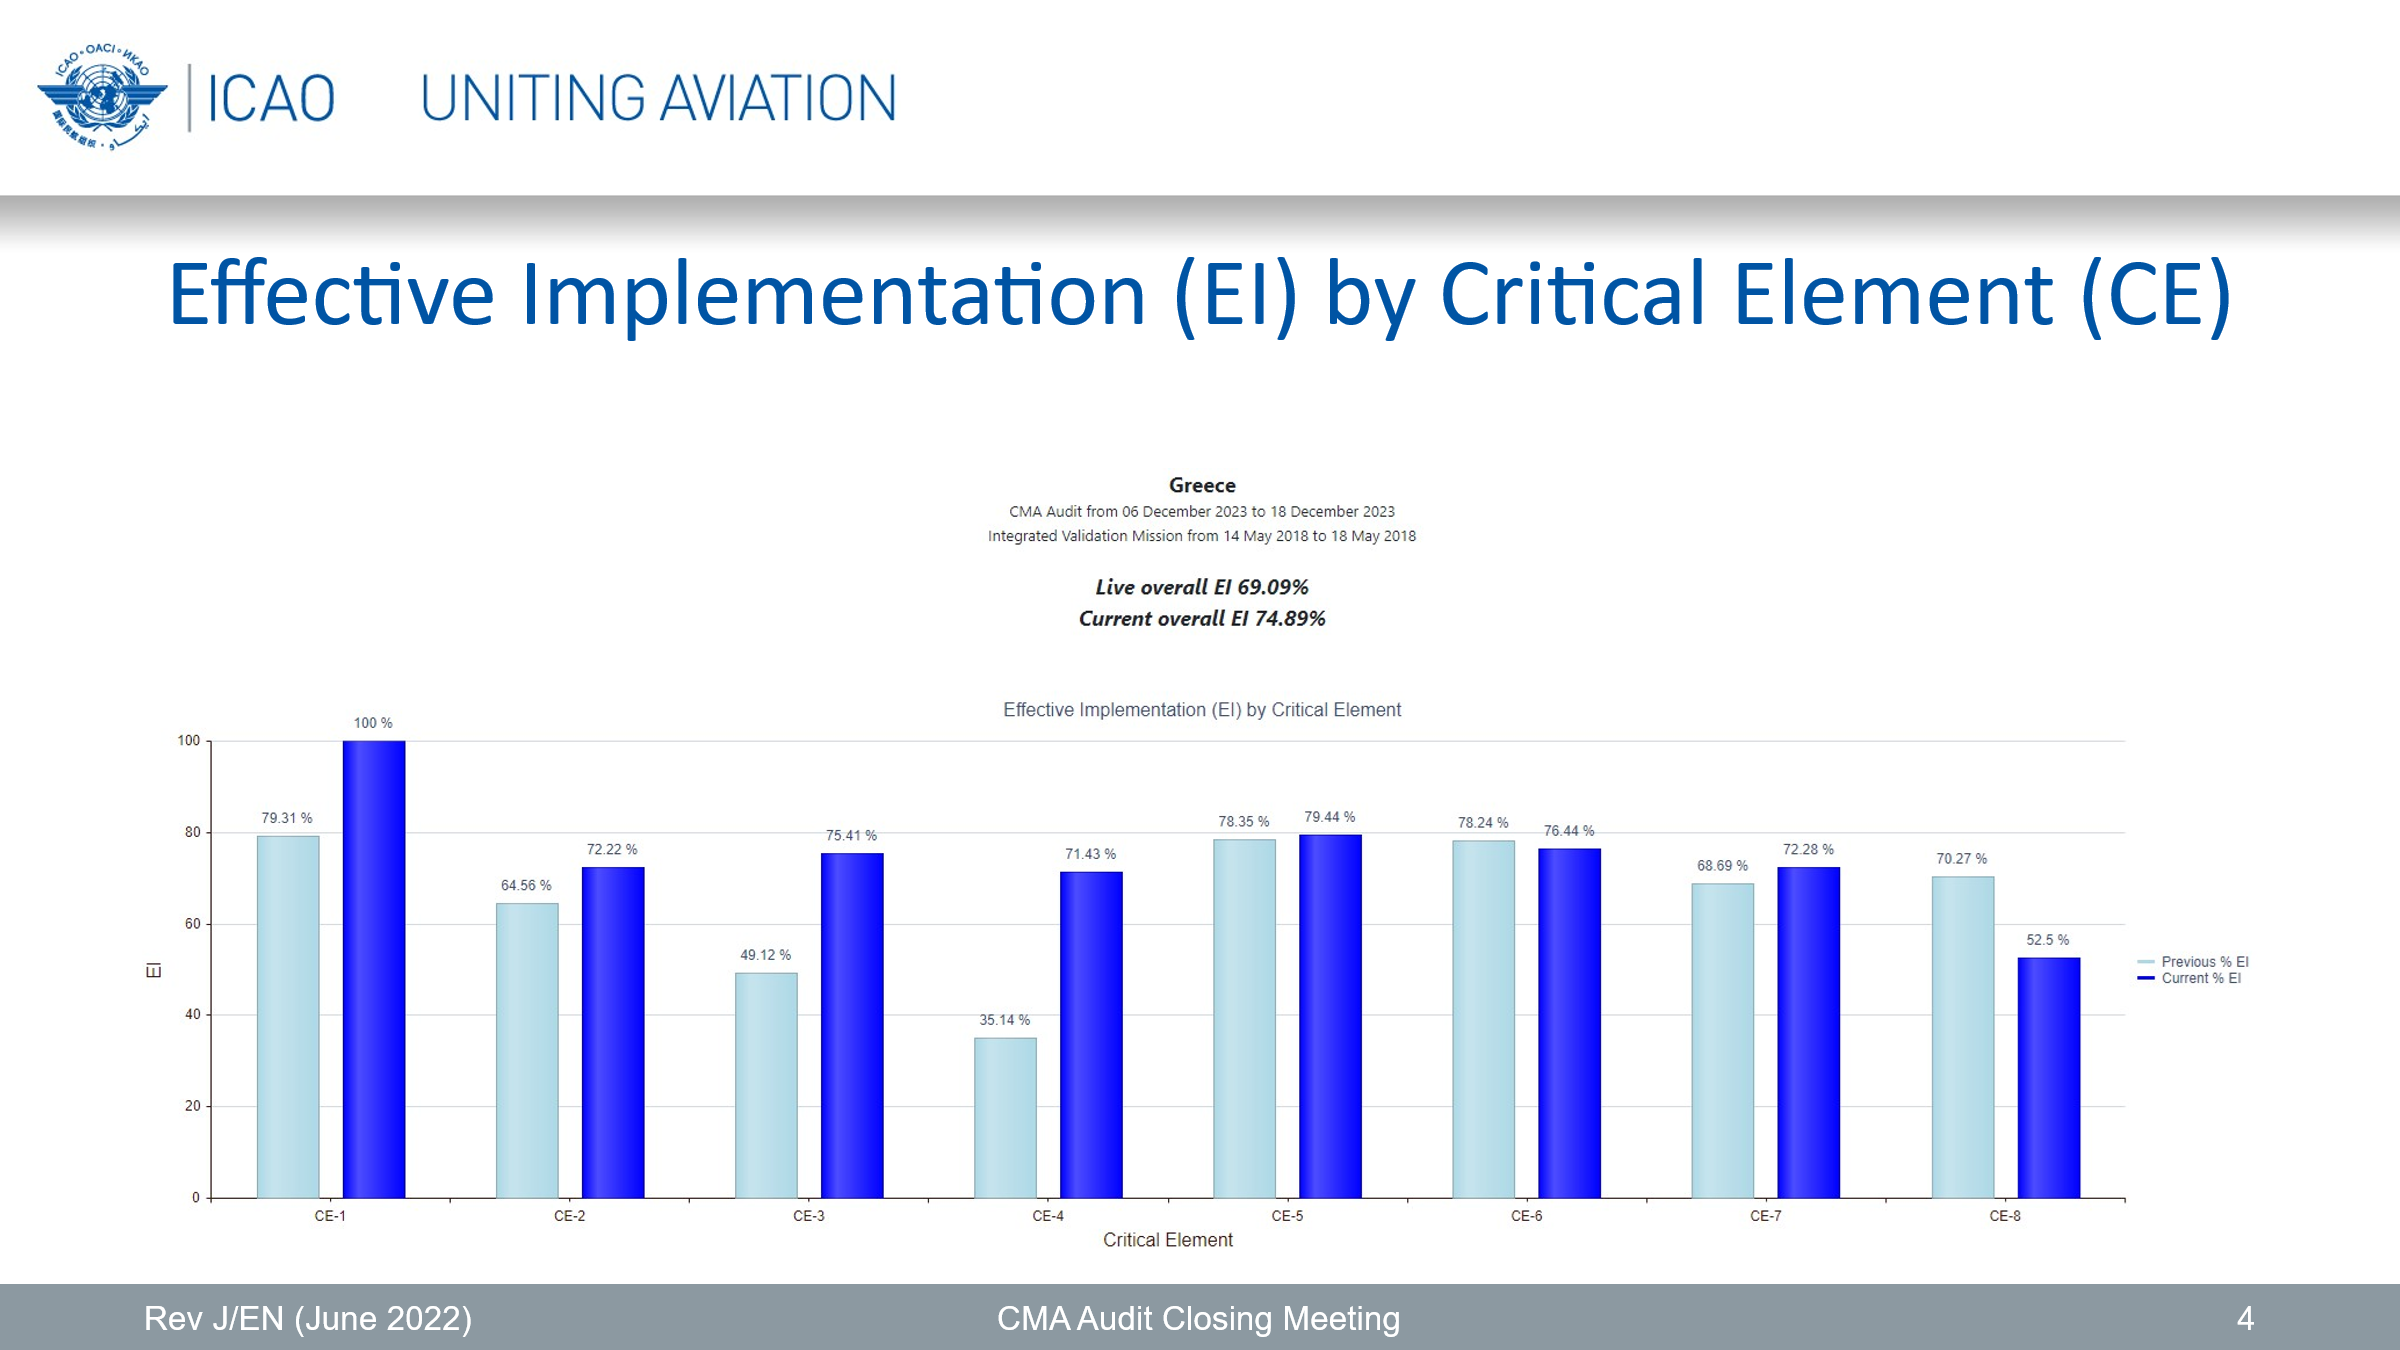 ICAO · OACI · ИКАО
ICAO
UNITING AVIATION
Effective Implementation (EI) by Critical Element (CE)
Greece
CMA Audit from 06 December 2023 to 18 December 2023
Integrated Validation Mission from 14 May 2018 to 18 May 2018
Live overall EI 69.09%
Current overall EI 74.89%
Effective Implementation (EI) by Critical Element
100
80
60
40
20
0
EI
79.31 %
100 %
64.56 %
72.22 %
49.12 %
75.41 %
35.14 %
71.43 %
78.35 %
79.44 %
78.24 %
76.44 %
68.69 %
72.28 %
70.27 %
52.5 %
CE-1
CE-2
CE-3
CE-4
CE-5
CE-6
CE-7
CE-8
Critical Element
Previous % EI
Current % EI
Rev J/EN (June 2022)
CMA Audit Closing Meeting
4